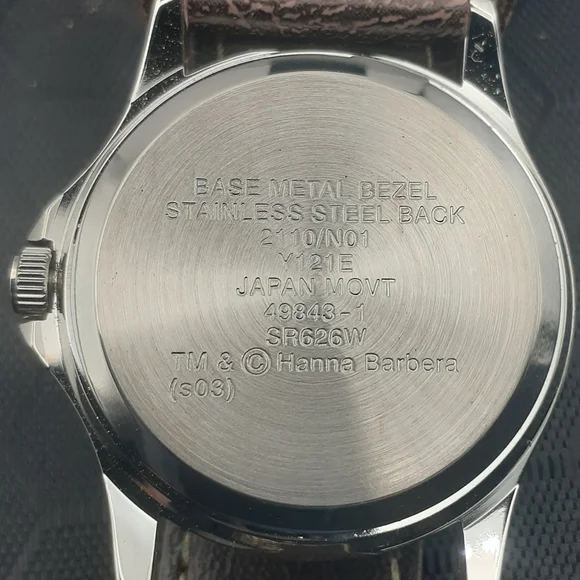 BASE METAL BEZEL
STAINLESS STEEL BACK
2110/N01
Y121E
JAPAN MOVT
49843-1
SR626W
TM & © Hanna Barbera
(s03)